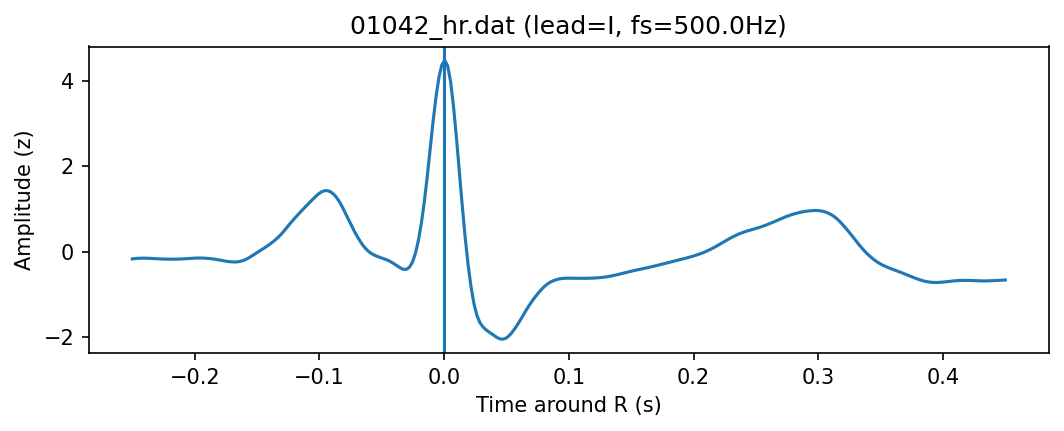 01042_hr.dat (lead=I, fs=500.0Hz)
Amplitude (z)
4
2
0
−2
−0.2 −0.1 0.0 0.1 0.2 0.3 0.4
Time around R (s)